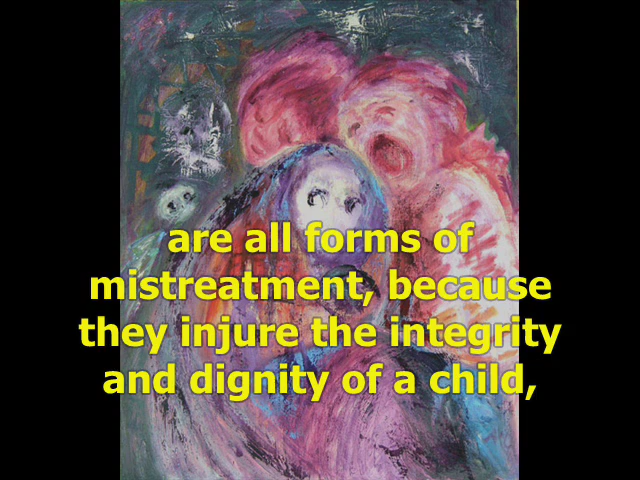 are all forms of
mistreatment, because
they injure the integrity
and dignity of a child,